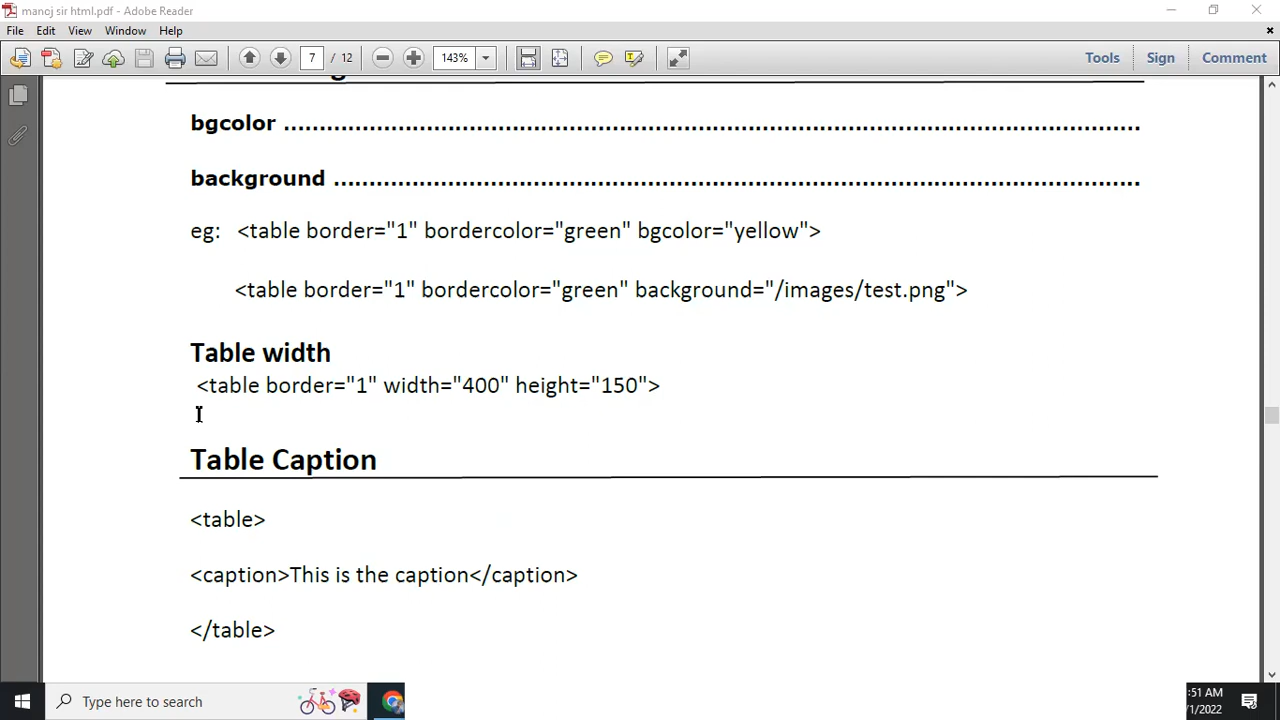 manoj sir html.pdf - Adobe Reader
File Edit View Window Help
7 / 12 143% Tools Sign Comment
bgcolor ........................................................................................................................
background .................................................................................................................
eg: <table border="1" bordercolor="green" bgcolor="yellow">
<table border="1" bordercolor="green" background="/images/test.png">
Table width
<table border="1" width="400" height="150">
Table Caption
<table>
<caption>This is the caption</caption>
</table>
Type here to search
:51 AM
/1/2022